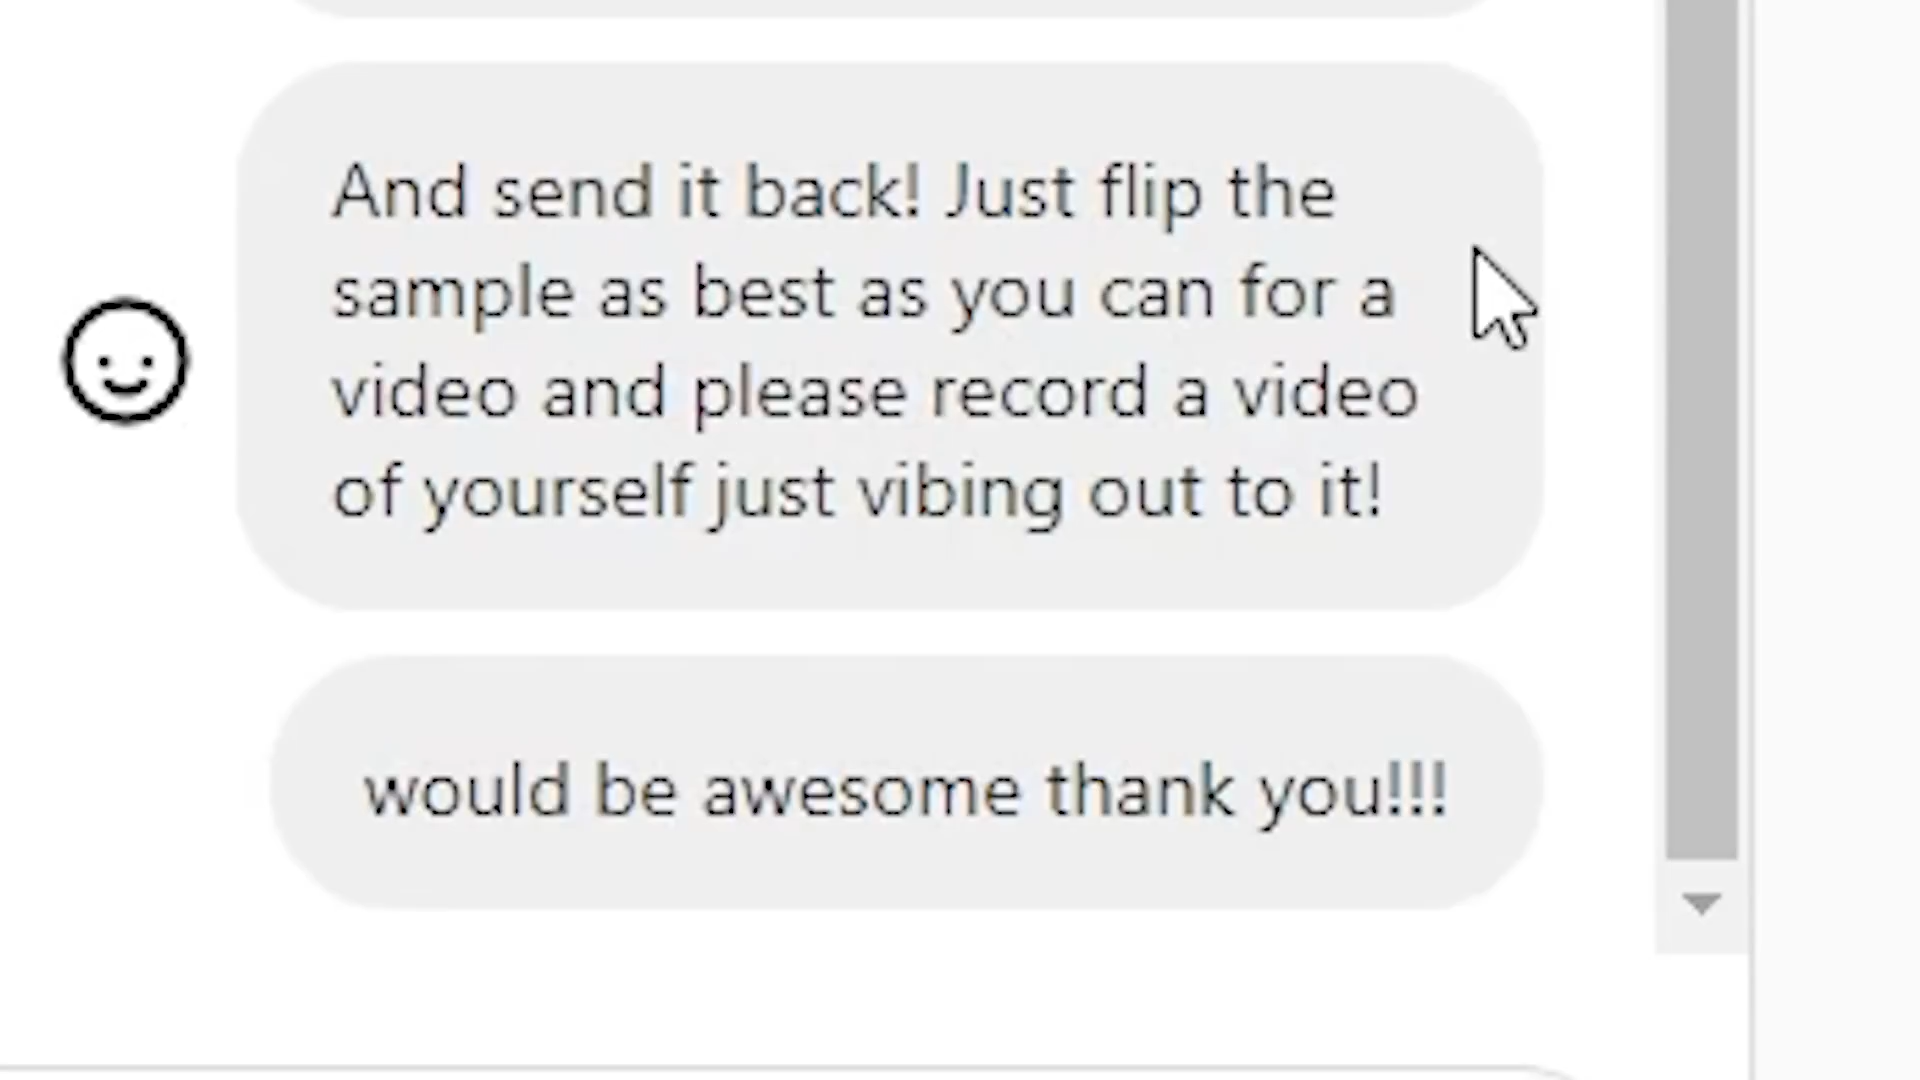 And send it back! Just flip the
sample as best as you can for a
video and please record a video
of yourself just vibing out to it!
would be awesome thank you!!!